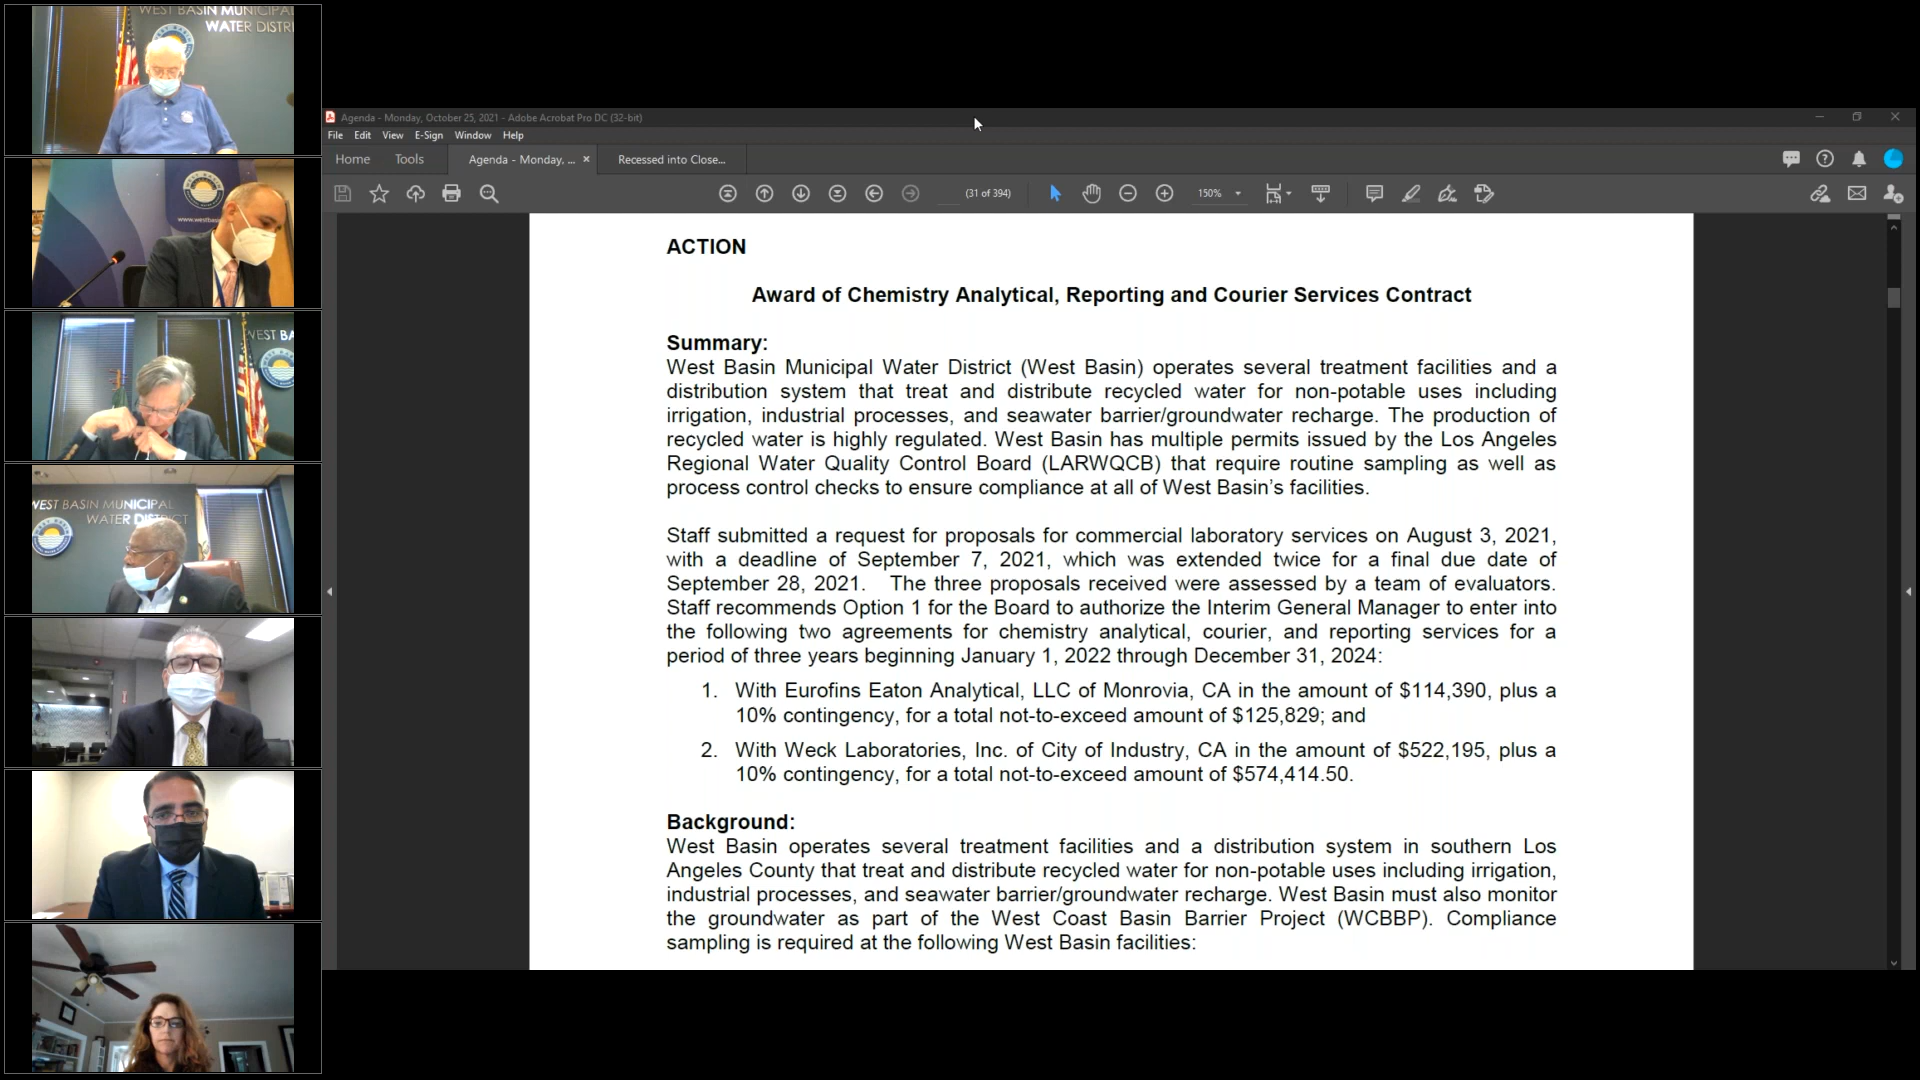 WEST BASIN MUNICIPAL
WATER DISTRI
www.westbas
WEST BA
WEST BASIN MUNICIPAL
WATER DISTRICT
Agenda - Monday, October 25, 2021 - Adobe Acrobat Pro DC (32-bit)
File Edit View E-Sign Window Help
Home Tools Agenda - Monday, ... × Recessed into Close...
(31 of 394) 150%
ACTION
Award of Chemistry Analytical, Reporting and Courier Services Contract
Summary:
West Basin Municipal Water District (West Basin) operates several treatment facilities and a
distribution system that treat and distribute recycled water for non-potable uses including
irrigation, industrial processes, and seawater barrier/groundwater recharge. The production of
recycled water is highly regulated. West Basin has multiple permits issued by the Los Angeles
Regional Water Quality Control Board (LARWQCB) that require routine sampling as well as
process control checks to ensure compliance at all of West Basin’s facilities.
Staff submitted a request for proposals for commercial laboratory services on August 3, 2021,
with a deadline of September 7, 2021, which was extended twice for a final due date of
September 28, 2021. The three proposals received were assessed by a team of evaluators.
Staff recommends Option 1 for the Board to authorize the Interim General Manager to enter into
the following two agreements for chemistry analytical, courier, and reporting services for a
period of three years beginning January 1, 2022 through December 31, 2024:
1. With Eurofins Eaton Analytical, LLC of Monrovia, CA in the amount of $114,390, plus a
10% contingency, for a total not-to-exceed amount of $125,829; and
2. With Weck Laboratories, Inc. of City of Industry, CA in the amount of $522,195, plus a
10% contingency, for a total not-to-exceed amount of $574,414.50.
Background:
West Basin operates several treatment facilities and a distribution system in southern Los
Angeles County that treat and distribute recycled water for non-potable uses including irrigation,
industrial processes, and seawater barrier/groundwater recharge. West Basin must also monitor
the groundwater as part of the West Coast Basin Barrier Project (WCBBP). Compliance
sampling is required at the following West Basin facilities: